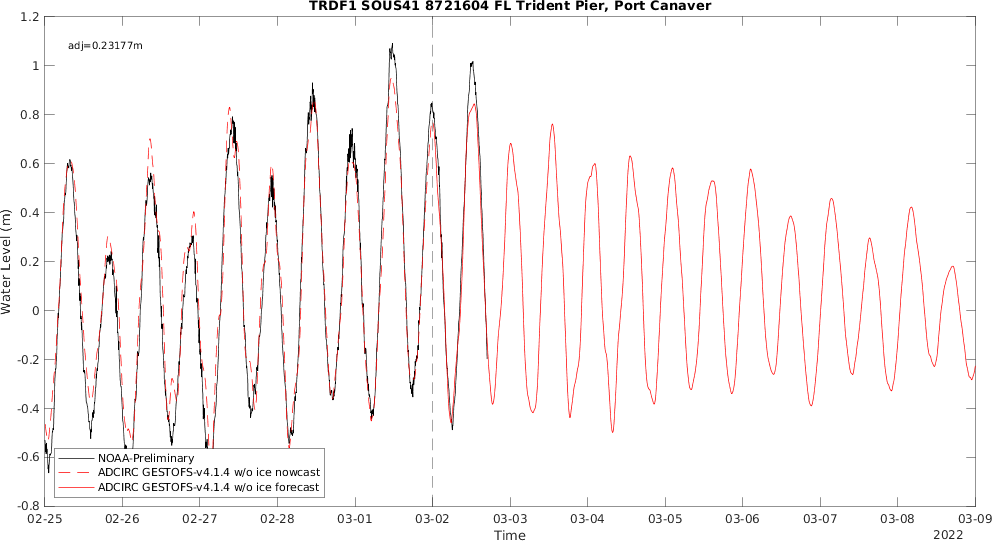 TRDF1 SOUS41 8721604 FL Trident Pier, Port Canaver
adj=0.23177m
Water Level (m)
1.2
1
0.8
0.6
0.4
0.2
0
-0.2
-0.4
-0.6
-0.8
NOAA-Preliminary
ADCIRC GESTOFS-v4.1.4 w/o ice nowcast
ADCIRC GESTOFS-v4.1.4 w/o ice forecast
02-25 02-26 02-27 02-28 03-01 03-02 03-03 03-04 03-05 03-06 03-07 03-08 03-09
Time
2022